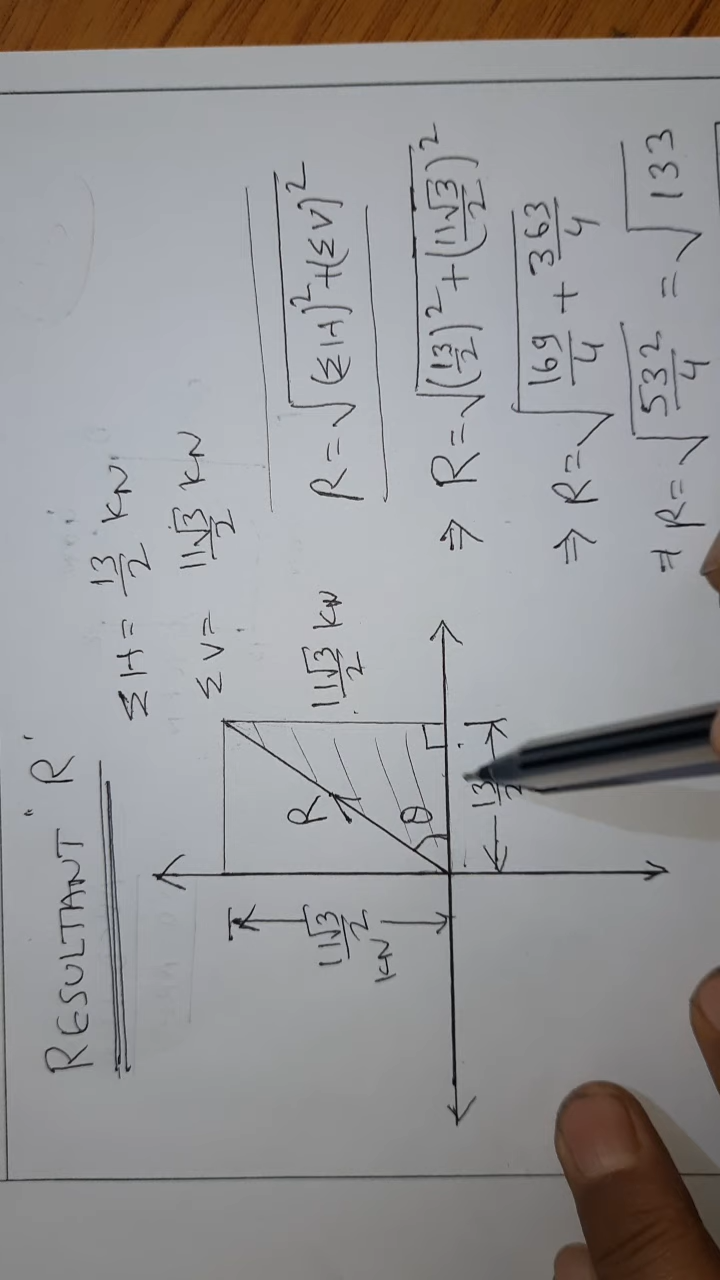 RESULTANT "R"
ΣH = 13/2 KN
ΣV = 11√3/2 KN
R = √(ΣH)²+(ΣV)²
⇒ R = √(13/2)² + (11√3/2)²
⇒ R = √169/4 + 363/4
⇒ R = √532/4 = √133
11√3/2 KN
R
θ
11√3/2 KN
13/2